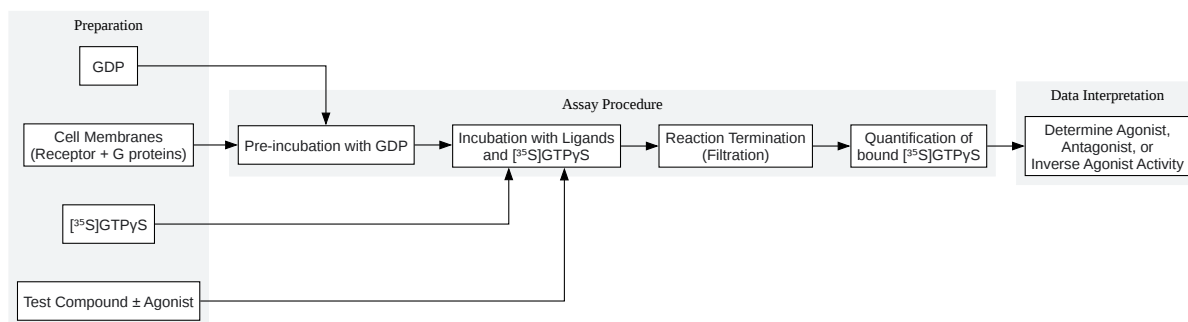 Preparation
GDP
Cell Membranes
(Receptor + G proteins)
[³⁵S]GTPγS
Test Compound ± Agonist
Assay Procedure
Pre-incubation with GDP
Incubation with Ligands
and [³⁵S]GTPγS
Reaction Termination
(Filtration)
Quantification of
bound [³⁵S]GTPγS
Data Interpretation
Determine Agonist,
Antagonist, or
Inverse Agonist Activity